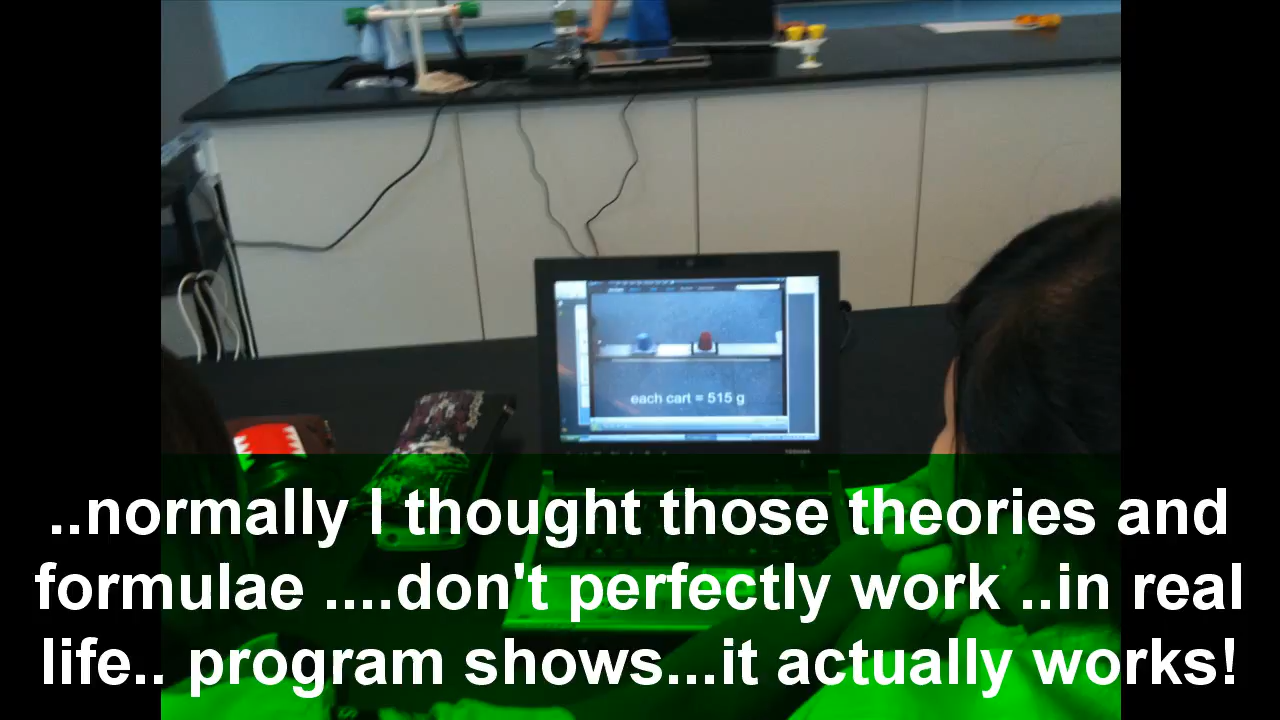 each cart = 515 g
TOSHIBA
..normally I thought those theories and
formulae ....don't perfectly work ..in real
life.. program shows...it actually works!